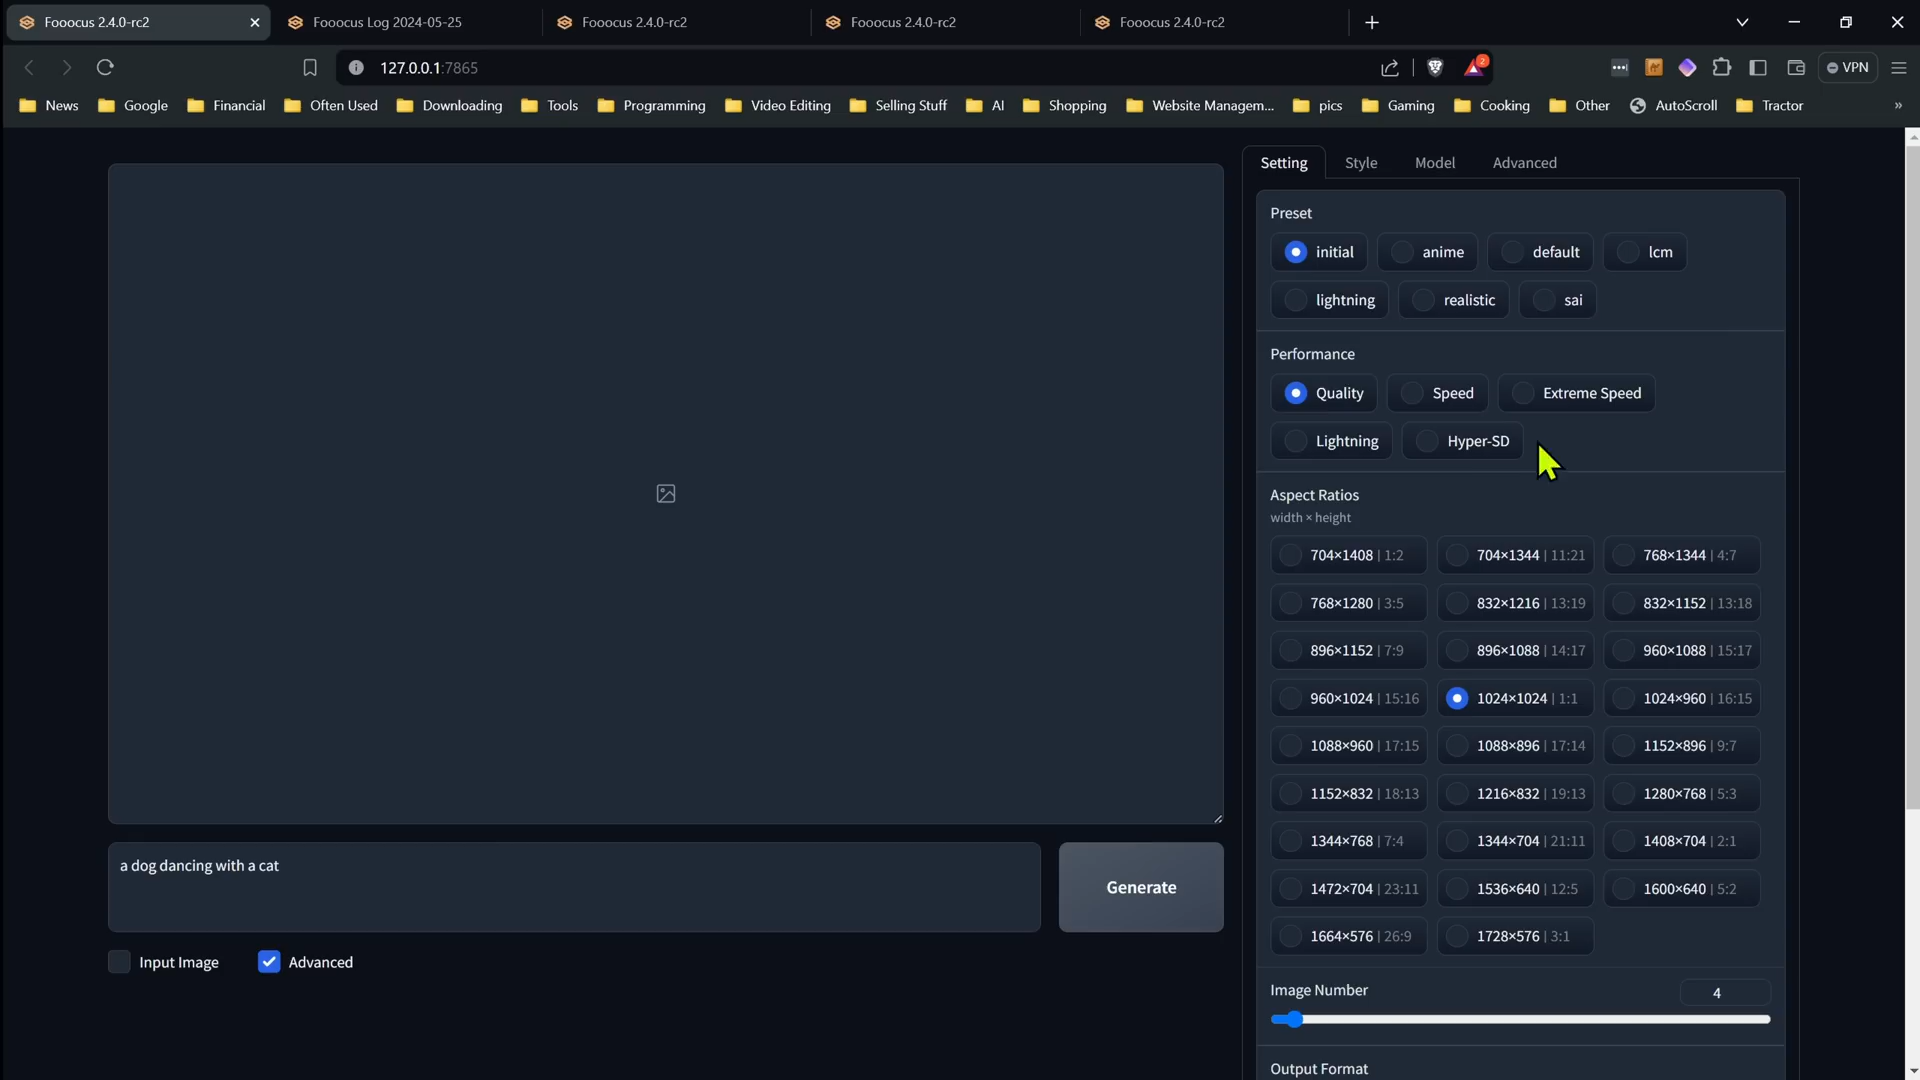 Fooocus 2.4.0-rc2
Fooocus Log 2024-05-25
Fooocus 2.4.0-rc2
Fooocus 2.4.0-rc2
Fooocus 2.4.0-rc2
127.0.0.1:7865
2
VPN
News
Google
Financial
Often Used
Downloading
Tools
Programming
Video Editing
Selling Stuff
AI
Shopping
Website Managem...
pics
Gaming
Cooking
Other
AutoScroll
Tractor
»
Setting Style Model Advanced
Preset
initial anime default lcm
lightning realistic sai
Performance
Quality Speed Extreme Speed
Lightning Hyper-SD
Aspect Ratios
width × height
704×1408 | 1:2 704×1344 | 11:21 768×1344 | 4:7
768×1280 | 3:5 832×1216 | 13:19 832×1152 | 13:18
896×1152 | 7:9 896×1088 | 14:17 960×1088 | 15:17
960×1024 | 15:16 1024×1024 | 1:1 1024×960 | 16:15
1088×960 | 17:15 1088×896 | 17:14 1152×896 | 9:7
1152×832 | 18:13 1216×832 | 19:13 1280×768 | 5:3
1344×768 | 7:4 1344×704 | 21:11 1408×704 | 2:1
1472×704 | 23:11 1536×640 | 12:5 1600×640 | 5:2
1664×576 | 26:9 1728×576 | 3:1
Image Number 4
Output Format
a dog dancing with a cat
Generate
Input Image Advanced